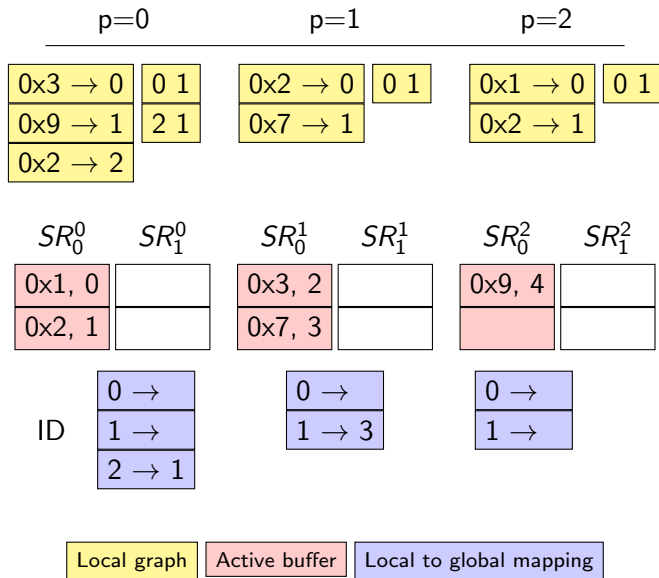 p=0 p=1 p=2
0x3 → 0 0 1 0x2 → 0 0 1 0x1 → 0 0 1
0x9 → 1 2 1 0x7 → 1 0x2 → 1
0x2 → 2
SR₀⁰ SR₁⁰ SR₀¹ SR₁¹ SR₀² SR₁²
0x1, 0 0x3, 2 0x9, 4
0x2, 1 0x7, 3
0 → 0 → 0 →
ID 1 → 1 → 3 1 →
2 → 1
Local graph Active buffer Local to global mapping